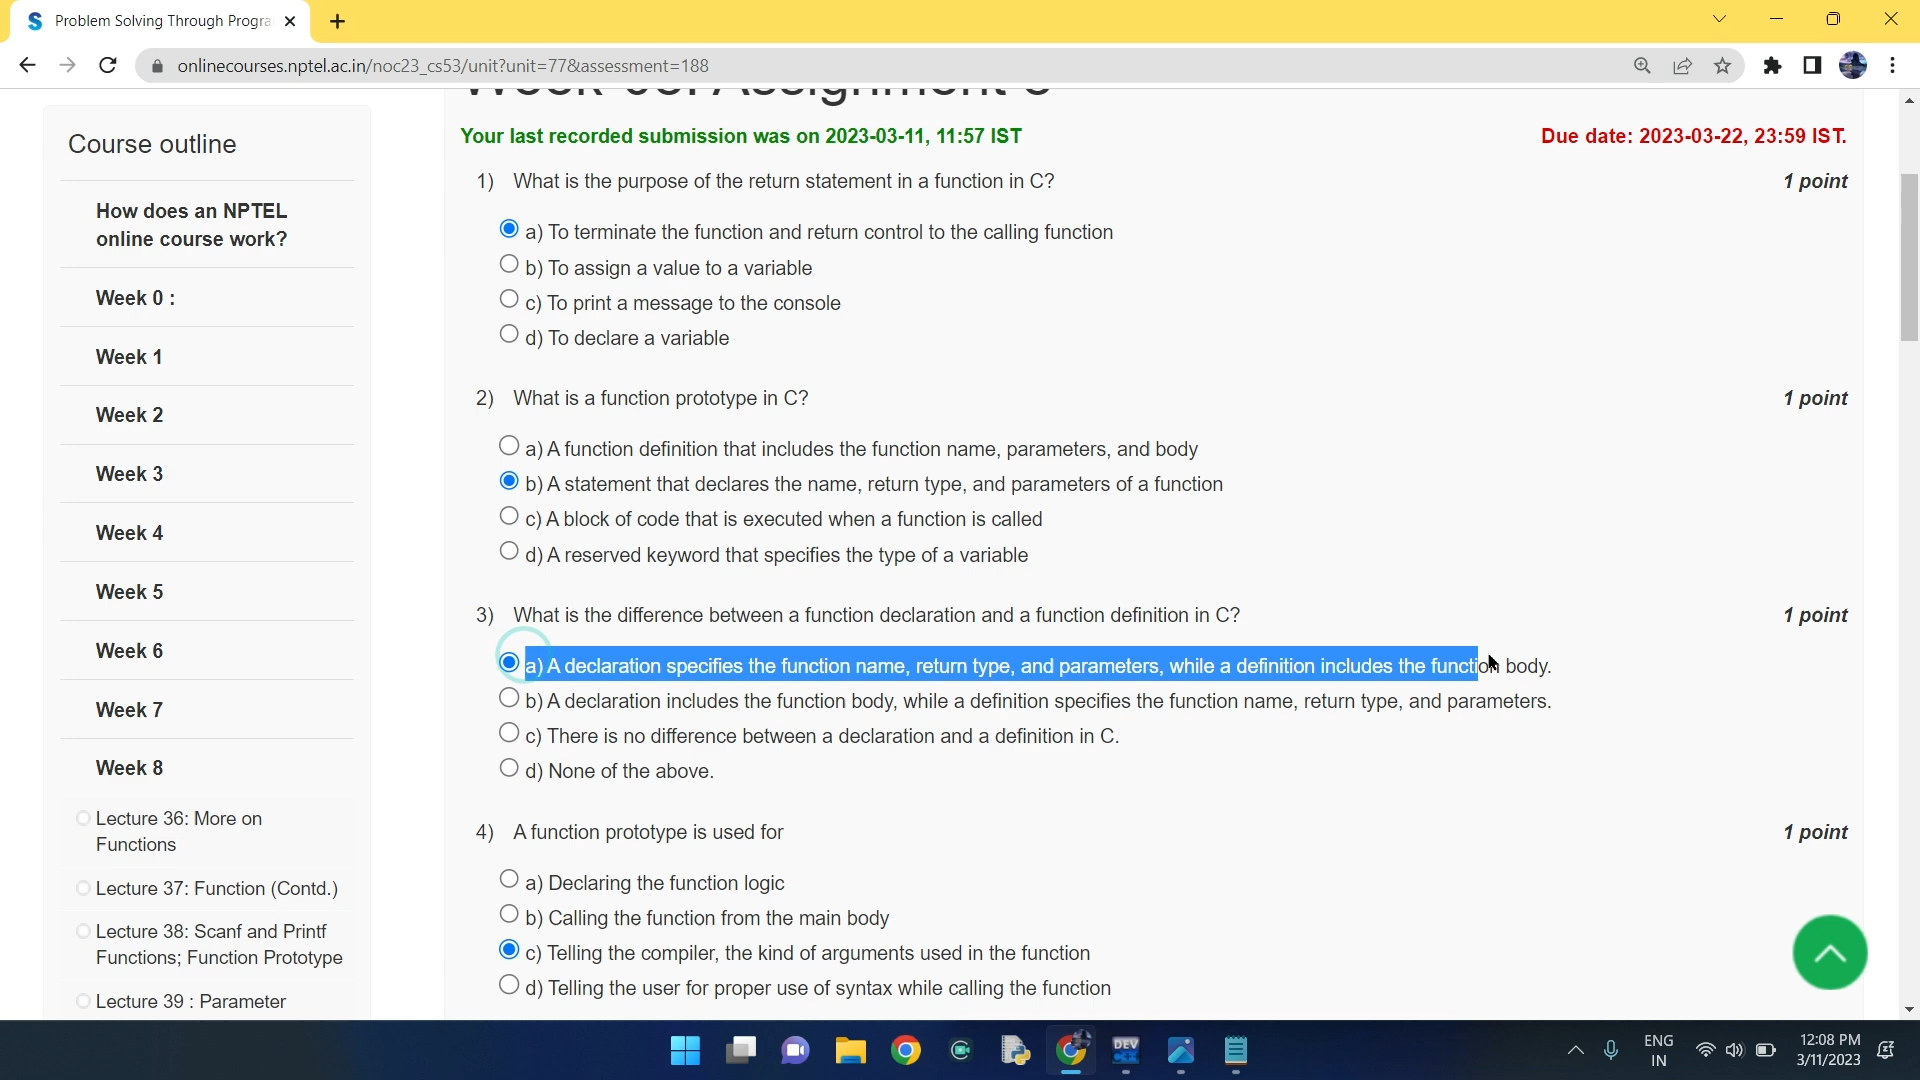 Problem Solving Through Progra
onlinecourses.nptel.ac.in/noc23_cs53/unit?unit=77&assessment=188
Course outline
How does an NPTEL
online course work?
Week 0 :
Week 1
Week 2
Week 3
Week 4
Week 5
Week 6
Week 7
Week 8
Lecture 36: More on
Functions
Lecture 37: Function (Contd.)
Lecture 38: Scanf and Printf
Functions; Function Prototype
Lecture 39 : Parameter
Your last recorded submission was on 2023-03-11, 11:57 IST
Due date: 2023-03-22, 23:59 IST.
1) What is the purpose of the return statement in a function in C? 1 point
a) To terminate the function and return control to the calling function
b) To assign a value to a variable
c) To print a message to the console
d) To declare a variable
2) What is a function prototype in C? 1 point
a) A function definition that includes the function name, parameters, and body
b) A statement that declares the name, return type, and parameters of a function
c) A block of code that is executed when a function is called
d) A reserved keyword that specifies the type of a variable
3) What is the difference between a function declaration and a function definition in C? 1 point
a) A declaration specifies the function name, return type, and parameters, while a definition includes the function body.
b) A declaration includes the function body, while a definition specifies the function name, return type, and parameters.
c) There is no difference between a declaration and a definition in C.
d) None of the above.
4) A function prototype is used for 1 point
a) Declaring the function logic
b) Calling the function from the main body
c) Telling the compiler, the kind of arguments used in the function
d) Telling the user for proper use of syntax while calling the function
DEV
ENG
IN
12:08 PM
3/11/2023